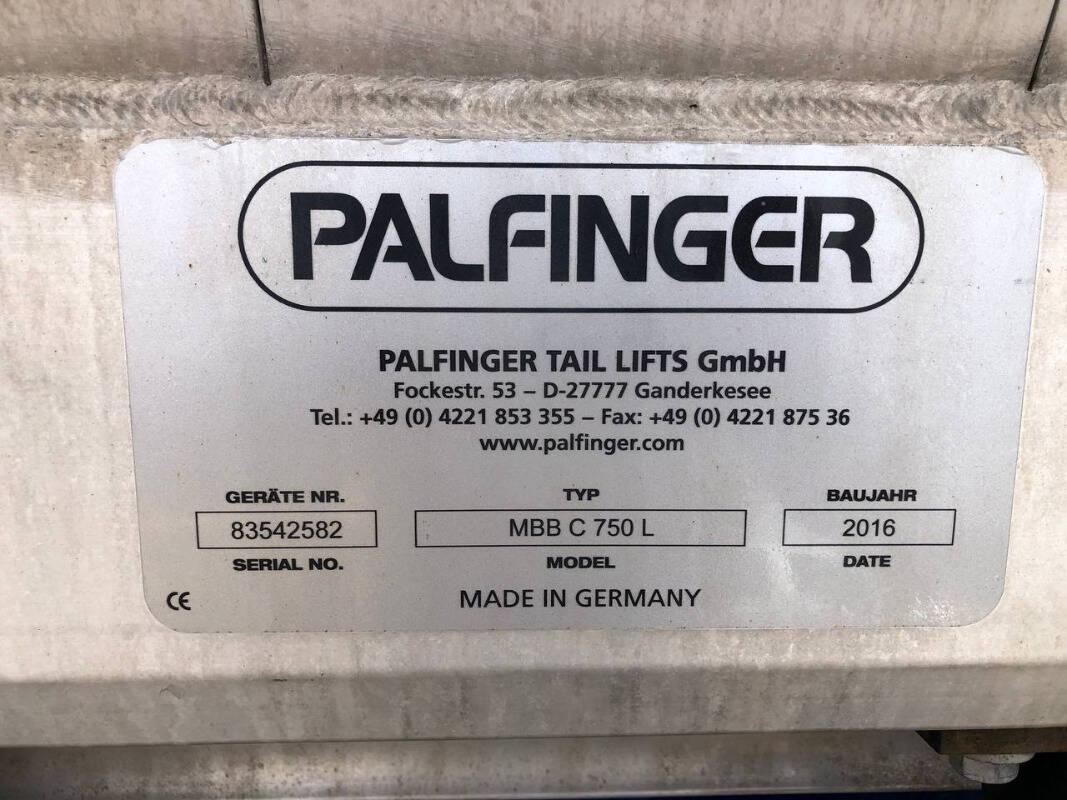 PALFINGER
PALFINGER TAIL LIFTS GmbH
Fockestr. 53 – D-27777 Ganderkesee
Tel.: +49 (0) 4221 853 355 – Fax: +49 (0) 4221 875 36
www.palfinger.com
GERÄTE NR. TYP BAUJAHR
83542582 MBB C 750 L 2016
SERIAL NO. MODEL DATE
CE MADE IN GERMANY